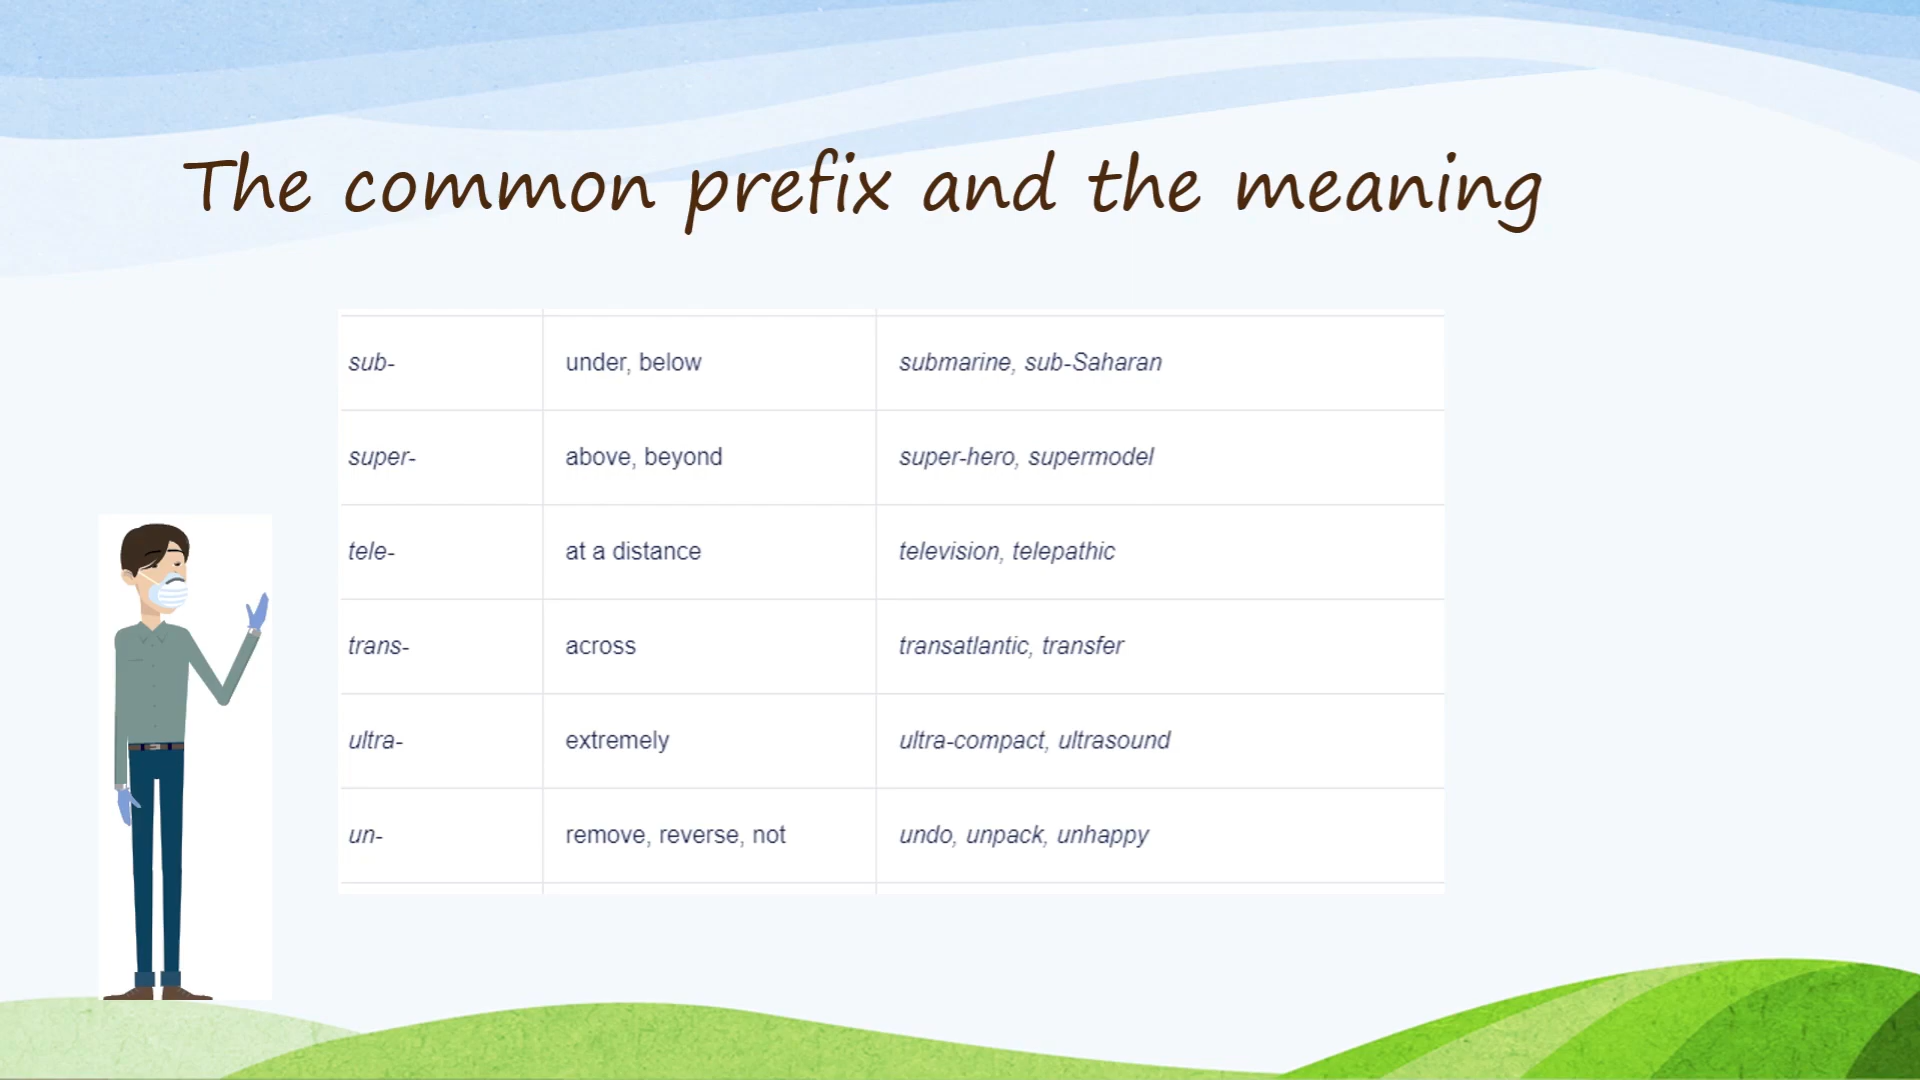 The common prefix and the meaning
sub- under, below submarine, sub-Saharan
super- above, beyond super-hero, supermodel
tele- at a distance television, telepathic
trans- across transatlantic, transfer
ultra- extremely ultra-compact, ultrasound
un- remove, reverse, not undo, unpack, unhappy